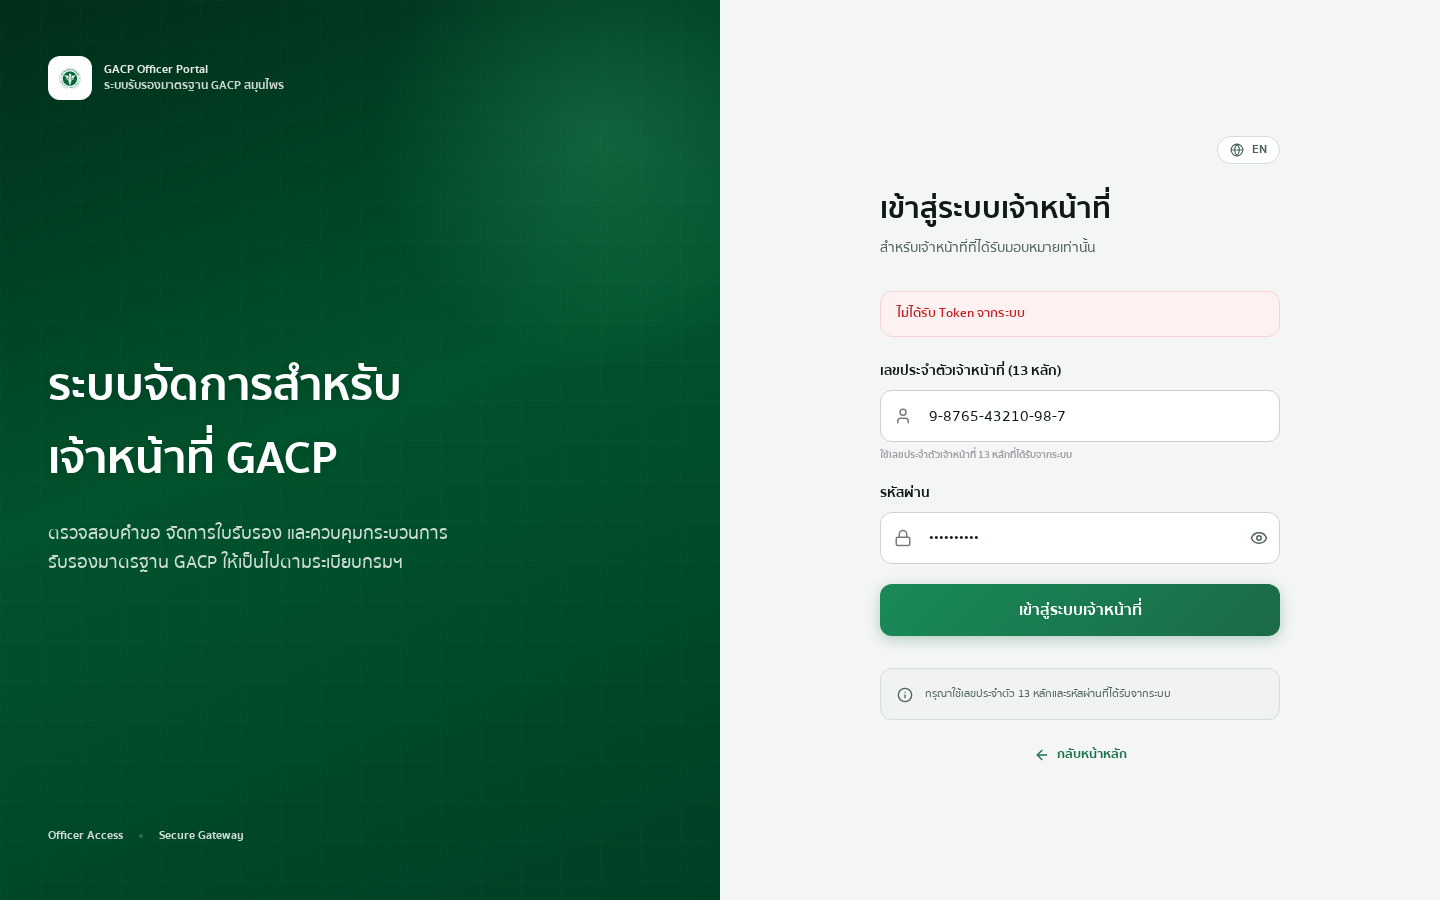 GACP Officer Portal
ระบบรับรองมาตรฐาน GACP สมุนไพร
ระบบจัดการสำหรับ
เจ้าหน้าที่ GACP
ตรวจสอบคำขอ จัดการใบรับรอง และควบคุมกระบวนการ
รับรองมาตรฐาน GACP ให้เป็นไปตามระเบียบกรมฯ
Officer Access
Secure Gateway
EN
เข้าสู่ระบบเจ้าหน้าที่
สำหรับเจ้าหน้าที่ที่ได้รับมอบหมายเท่านั้น
ไม่ได้รับ Token จากระบบ
เลขประจำตัวเจ้าหน้าที่ (13 หลัก)
9-8765-43210-98-7
ใช้เลขประจำตัวเจ้าหน้าที่ 13 หลักที่ได้รับจากระบบ
รหัสผ่าน
••••••••••
เข้าสู่ระบบเจ้าหน้าที่
กรุณาใช้เลขประจำตัว 13 หลักและรหัสผ่านที่ได้รับจากระบบ
กลับหน้าหลัก